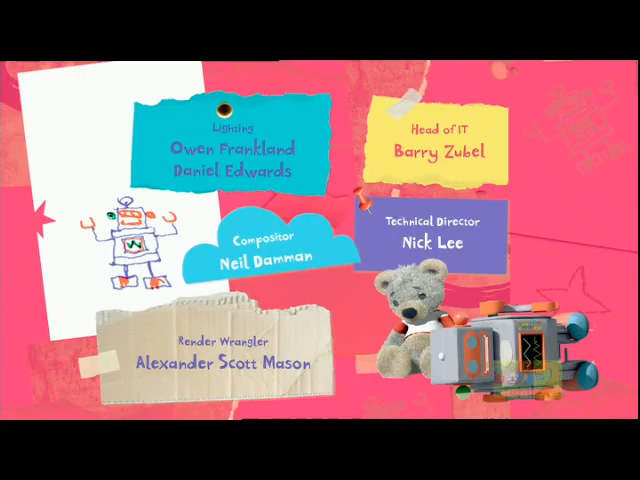 Lighting
Owen Frankland
Daniel Edwards
Head of IT
Barry Zubel
Technical Director
Nick Lee
Compositor
Neil Damman
Render Wrangler
Alexander Scott Mason